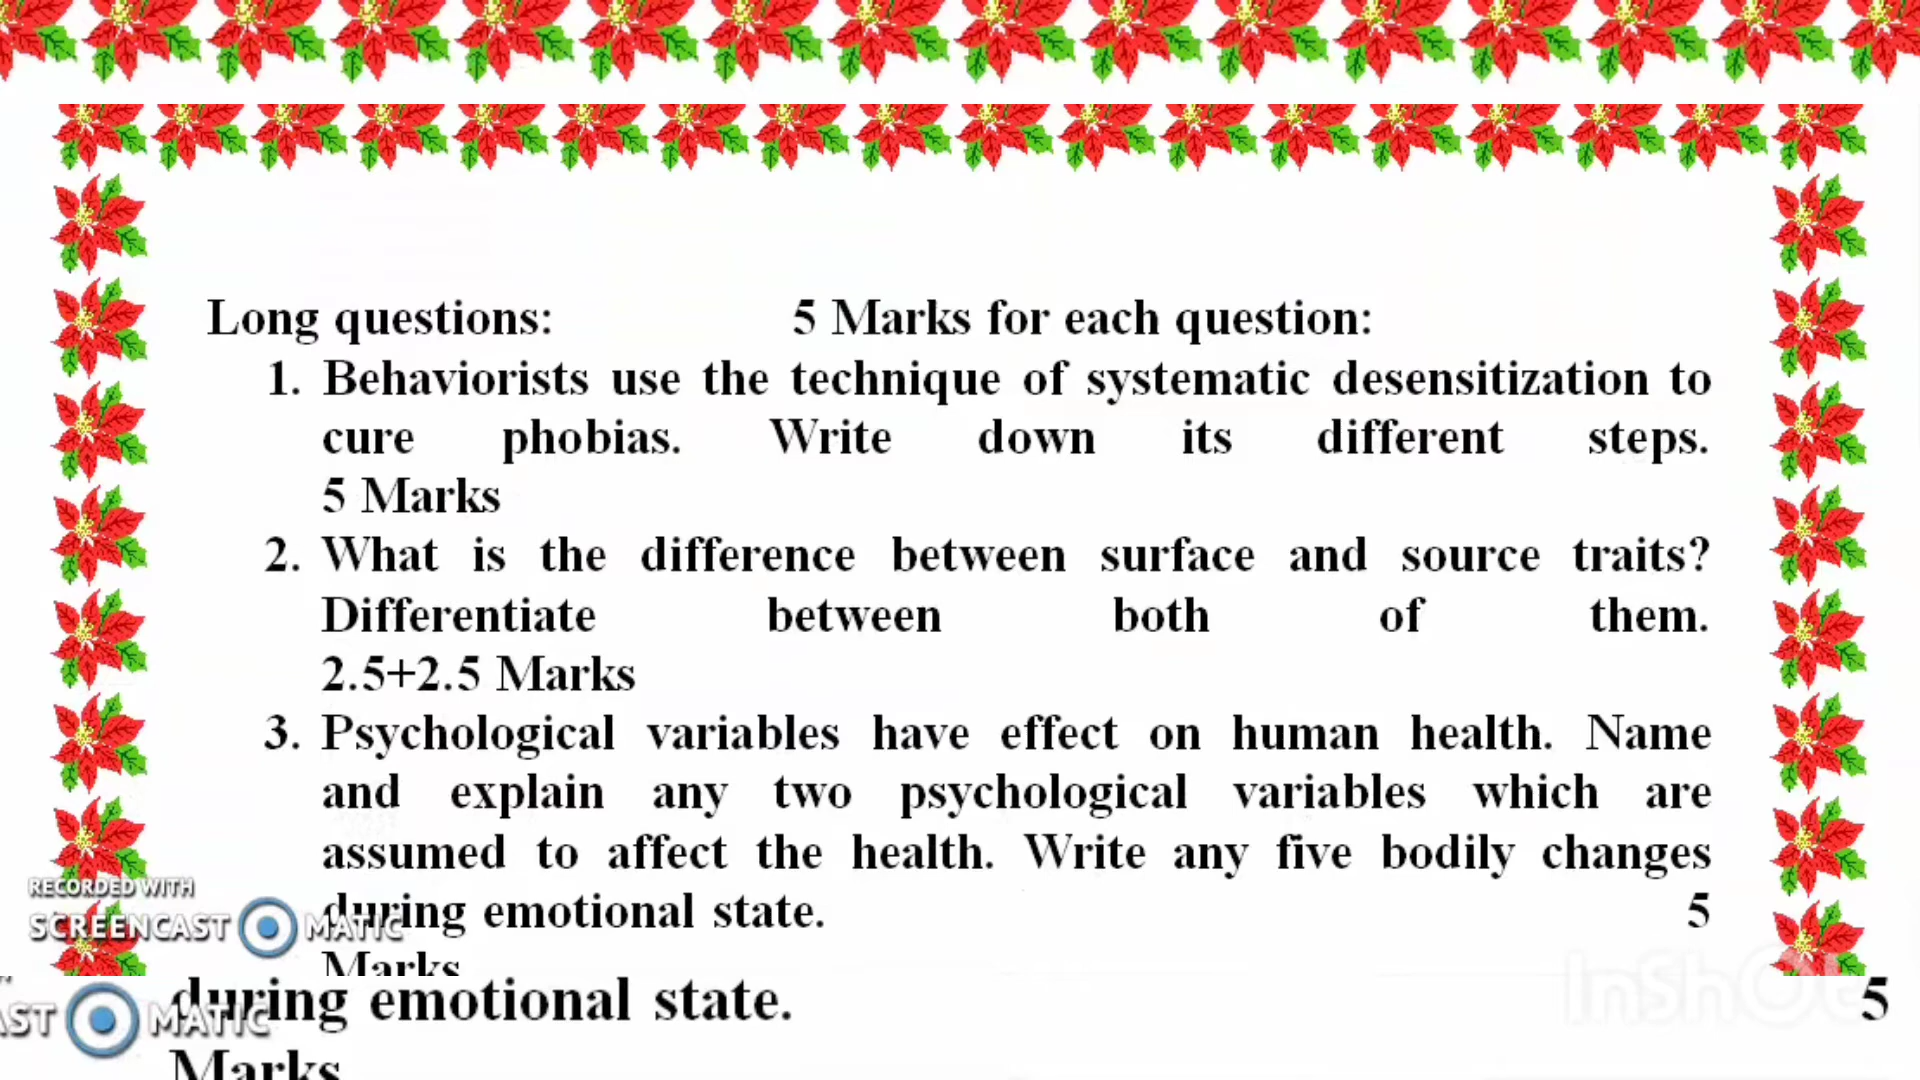 Long questions: 5 Marks for each question:
1. Behaviorists use the technique of systematic desensitization to
cure phobias. Write down its different steps.
5 Marks
2. What is the difference between surface and source traits?
Differentiate between both of them.
2.5+2.5 Marks
3. Psychological variables have effect on human health. Name
and explain any two psychological variables which are
assumed to affect the health. Write any five bodily changes
during emotional state. 5
Marks
RECORDED WITH
SCREENCAST MATIC
during emotional state. 5
AST MATIC
Marks
InShOt